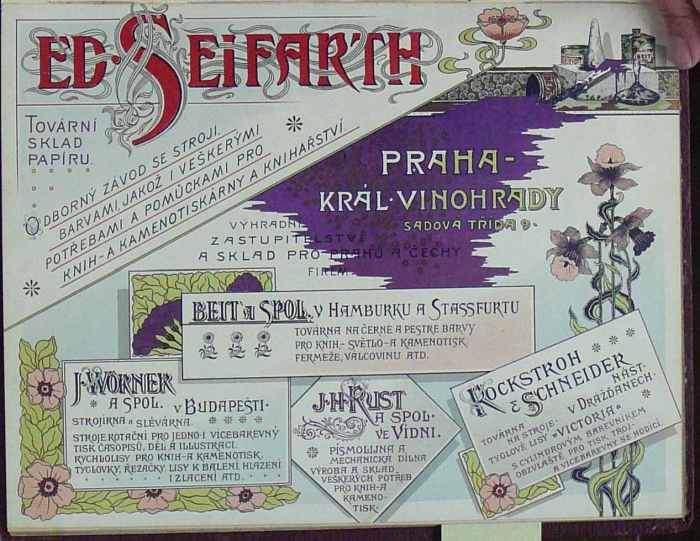 ED. SEIFARTH
TOVÁRNÍ
SKLAD
PAPÍRU.
ODBORNÝ ZÁVOD SE STROJI.
BARVAMI, JAKOŽ I VEŠKERÝMI
POTŘEBAMI A POMŮCKAMI PRO
KNIH- A KAMENOTISKÁRNY A KNIHAŘSTVÍ
PRAHA-
KRÁL. VINOHRADY
SADOVÁ TŘÍDA 9.
VÝHRADNÍ
ZASTUPITELSTVÍ
A SKLAD PRO PRAHU A ČECHY
FIREM
BEIT A SPOL. V HAMBURKU A STASSFURTU
TOVÁRNA NA ČERNÉ A PESTRÉ BARVY
PRO KNIH.- SVĚTLO- A KAMENOTISK,
FERMEŽE, VÁLCOVINU ATD.
J. WÖRNER
A SPOL. V BUDAPEŠTI.
STROJÍRNA A SLÉVÁRNA.
STROJE ROTAČNÍ PRO JEDNO- I VÍCEBAREVNÝ
TISK ČASOPISŮ, DĚL A ILLUSTRACÍ.
RYCHLOLISY PRO KNIH- A KAMENOTISK.
TYGLOVKY, ŘEZAČKY, LISY K BALENÍ, HLAZENÍ
I ZLACENÍ ATD.
J. H. RUST
A SPOL.
VE VÍDNI.
PÍSMOLIJNA A
MECHANICKÁ DÍLNA
VÝROBA A SKLAD
VEŠKERÝCH POTŘEB
PRO KNIH- A
KAMENO-
TISK.
ROCKSTROH
& SCHNEIDER
NÁST.
V DRÁŽĎANECH.
TOVÁRNA
NA STROJE.
TYGLOVÉ LISY "VICTORIA"
S CYLINDROVÝM BAREVNÍKEM
OBZVLÁŠTĚ PRO TISK TROJ-
A VÍCEBAREVNÝ SE HODÍCÍ.